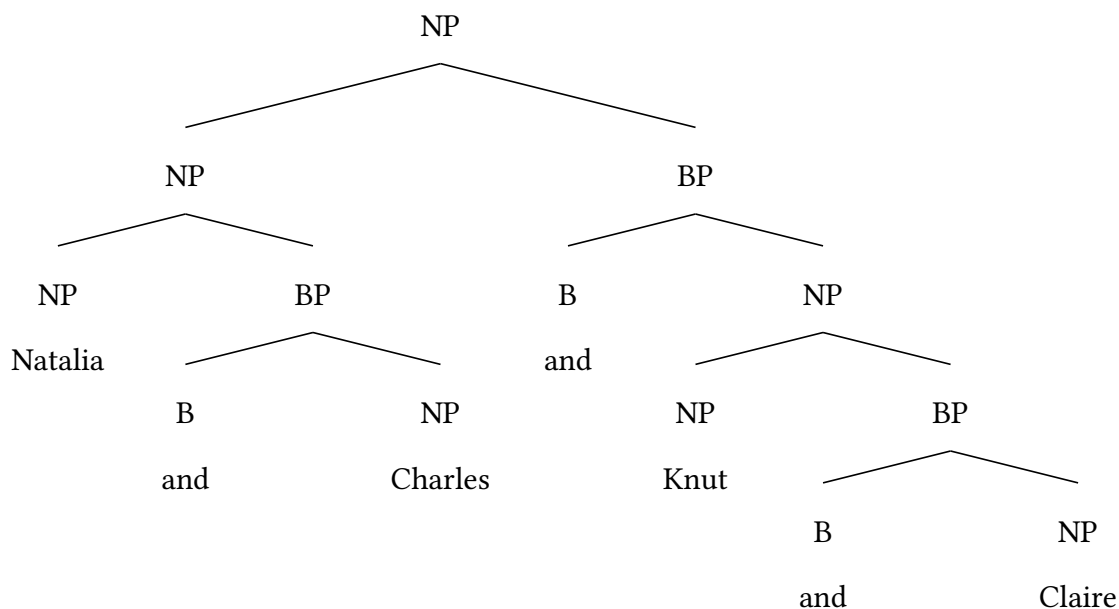 NP
NP BP
NP BP B NP
Natalia and
B NP NP BP
and Charles Knut
B NP
and Claire